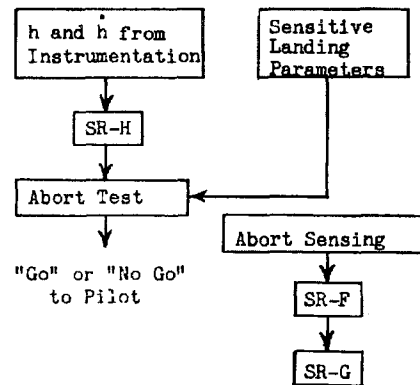 h and ḣ from
Instrumentation
Sensitive
Landing
Parameters
SR-H
Abort Test
Abort Sensing
"Go" or "No Go"
to Pilot
SR-F
SR-G